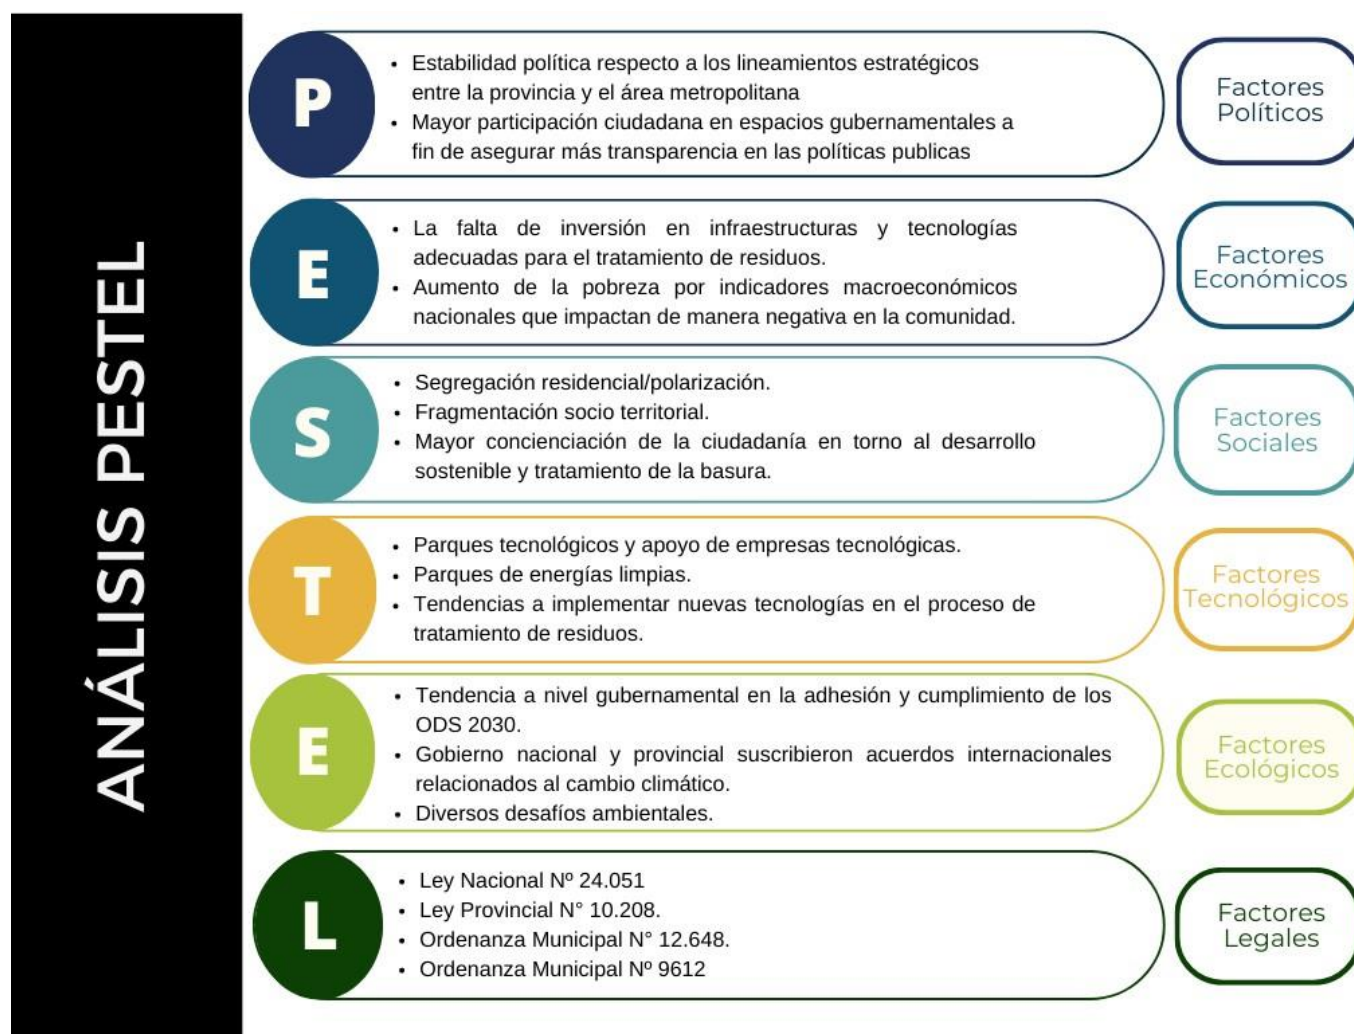 ANÁLISIS PESTEL
P
• Estabilidad política respecto a los lineamientos estratégicos
entre la provincia y el área metropolitana
• Mayor participación ciudadana en espacios gubernamentales a
fin de asegurar más transparencia en las políticas publicas
Factores
Políticos
E
• La falta de inversión en infraestructuras y tecnologías
adecuadas para el tratamiento de residuos.
• Aumento de la pobreza por indicadores macroeconómicos
nacionales que impactan de manera negativa en la comunidad.
Factores
Económicos
S
• Segregación residencial/polarización.
• Fragmentación socio territorial.
• Mayor concienciación de la ciudadanía en torno al desarrollo
sostenible y tratamiento de la basura.
Factores
Sociales
T
• Parques tecnológicos y apoyo de empresas tecnológicas.
• Parques de energías limpias.
• Tendencias a implementar nuevas tecnologías en el proceso de
tratamiento de residuos.
Factores
Tecnológicos
E
• Tendencia a nivel gubernamental en la adhesión y cumplimiento de los
ODS 2030.
• Gobierno nacional y provincial suscribieron acuerdos internacionales
relacionados al cambio climático.
• Diversos desafíos ambientales.
Factores
Ecológicos
L
• Ley Nacional Nº 24.051
• Ley Provincial N° 10.208.
• Ordenanza Municipal N° 12.648.
• Ordenanza Municipal Nº 9612
Factores
Legales